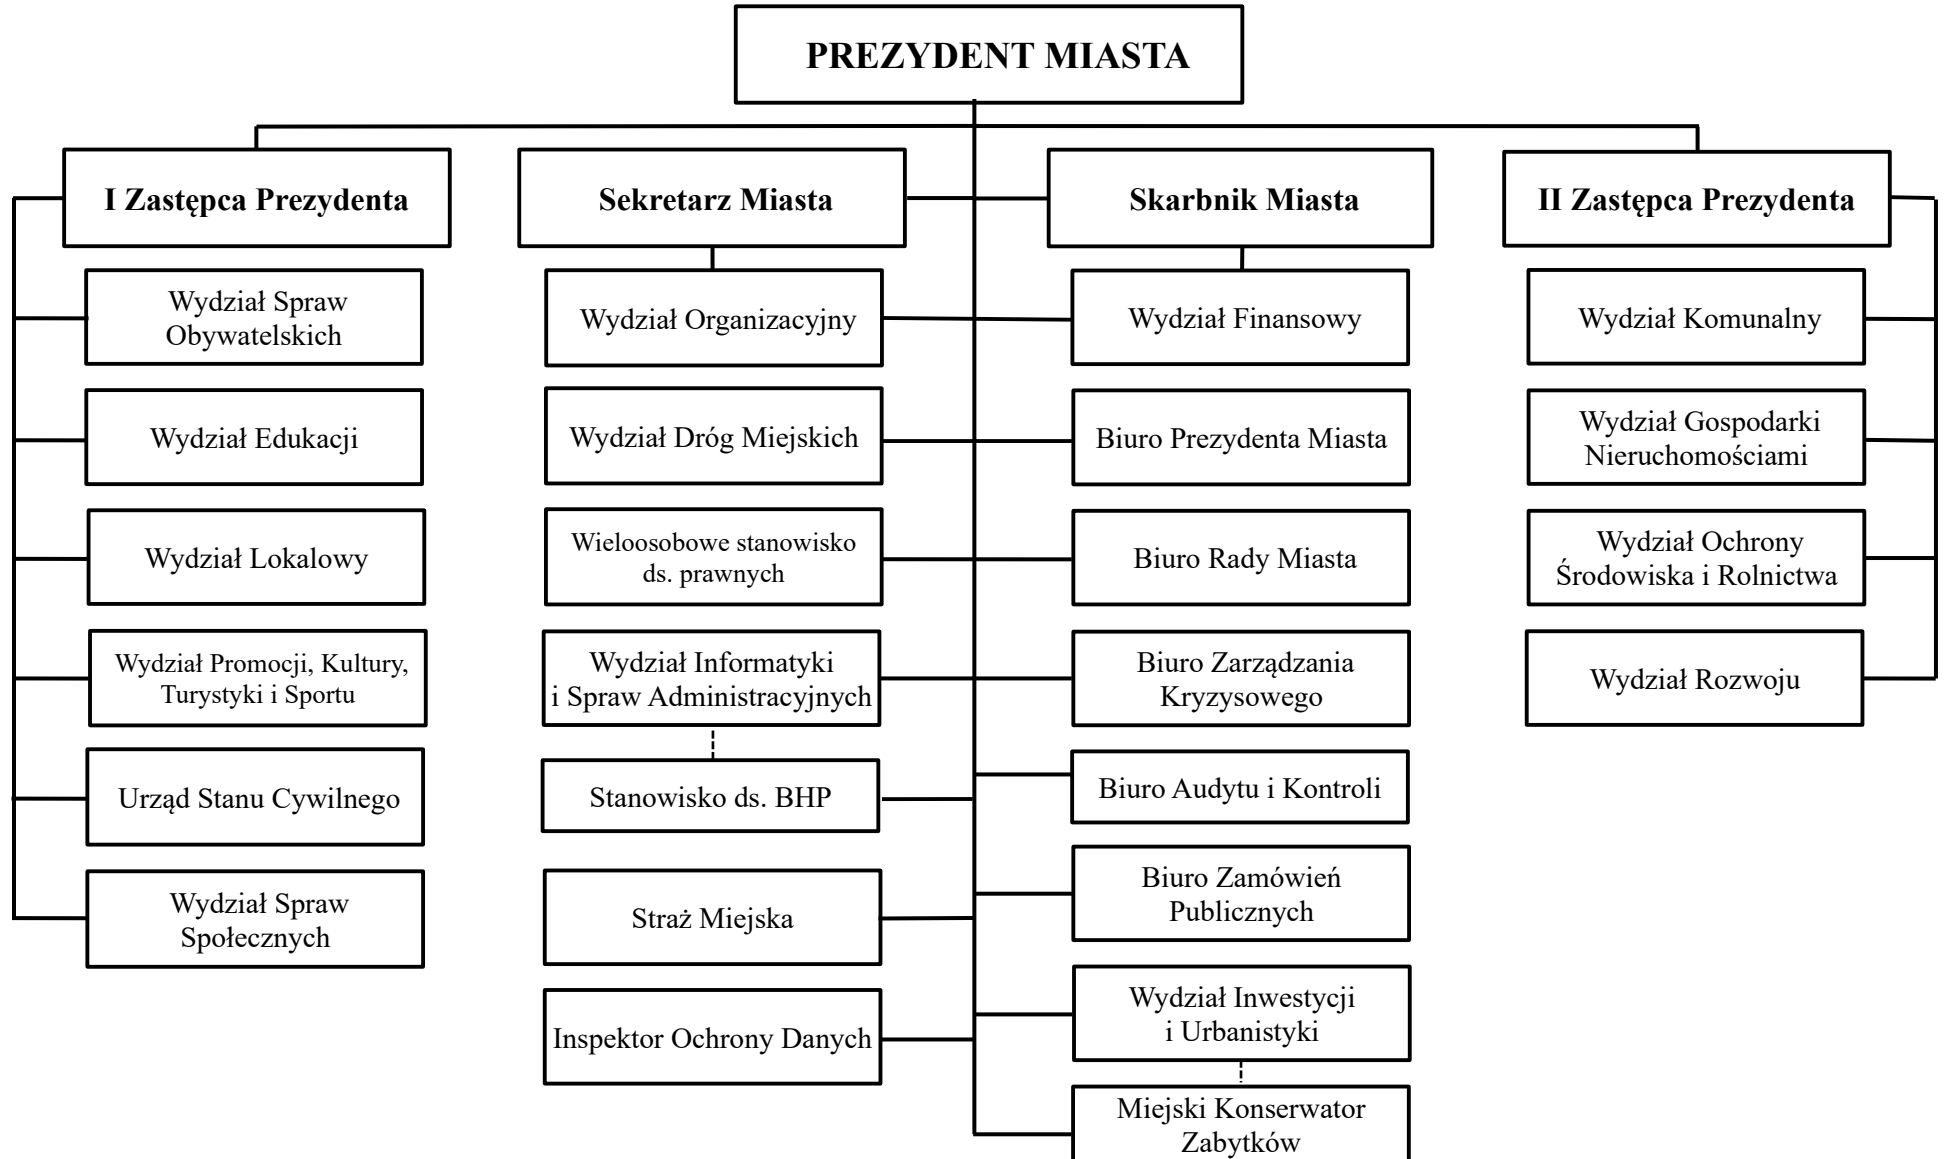 PREZYDENT MIASTA
I Zastępca Prezydenta
Sekretarz Miasta
Skarbnik Miasta
II Zastępca Prezydenta
Wydział Spraw
Obywatelskich
Wydział Organizacyjny
Wydział Finansowy
Wydział Komunalny
Wydział Edukacji
Wydział Dróg Miejskich
Biuro Prezydenta Miasta
Wydział Gospodarki
Nieruchomościami
Wydział Lokalowy
Wieloosobowe stanowisko
ds. prawnych
Biuro Rady Miasta
Wydział Ochrony
Środowiska i Rolnictwa
Wydział Promocji, Kultury,
Turystyki i Sportu
Wydział Informatyki
i Spraw Administracyjnych
Biuro Zarządzania
Kryzysowego
Wydział Rozwoju
Urząd Stanu Cywilnego
Stanowisko ds. BHP
Biuro Audytu i Kontroli
Wydział Spraw
Społecznych
Straż Miejska
Biuro Zamówień
Publicznych
Inspektor Ochrony Danych
Wydział Inwestycji
i Urbanistyki
Miejski Konserwator
Zabytków